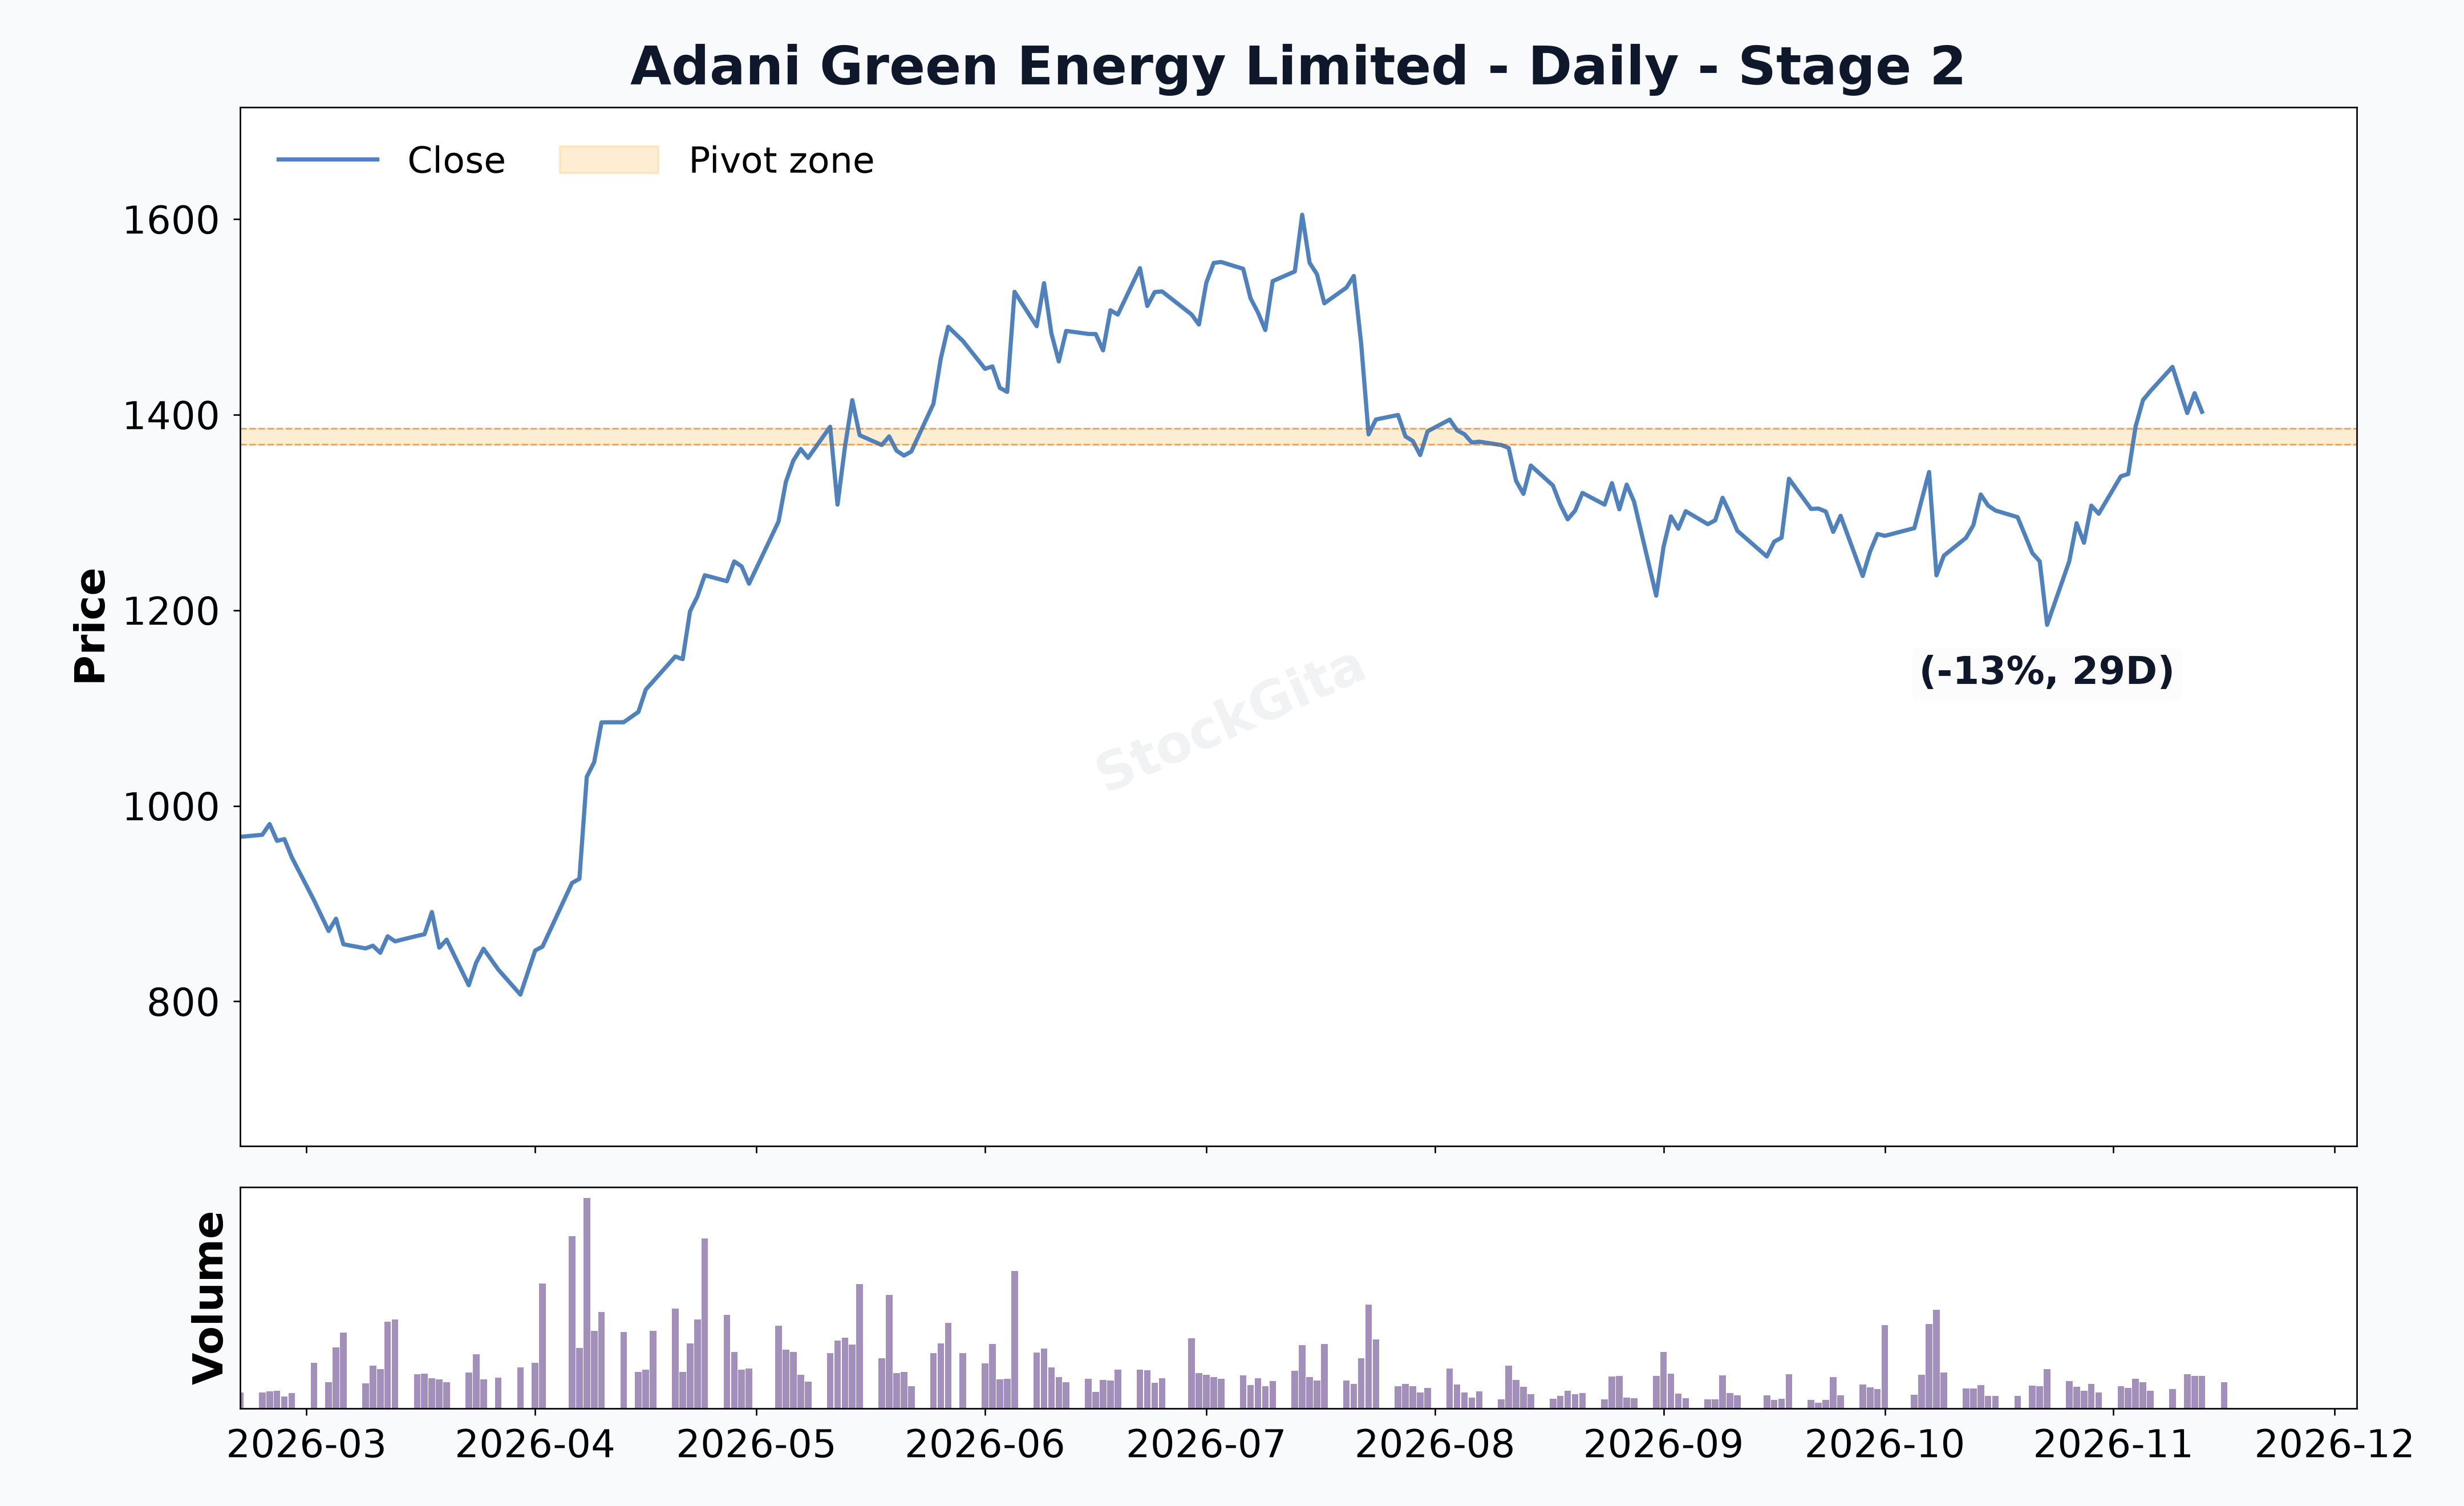 Adani Green Energy Limited - Daily - Stage 2
Close
Pivot zone
1600
1400
1200
1000
800
Price
(-13%, 29D)
StockGita
Volume
2026-03
2026-04
2026-05
2026-06
2026-07
2026-08
2026-09
2026-10
2026-11
2026-12